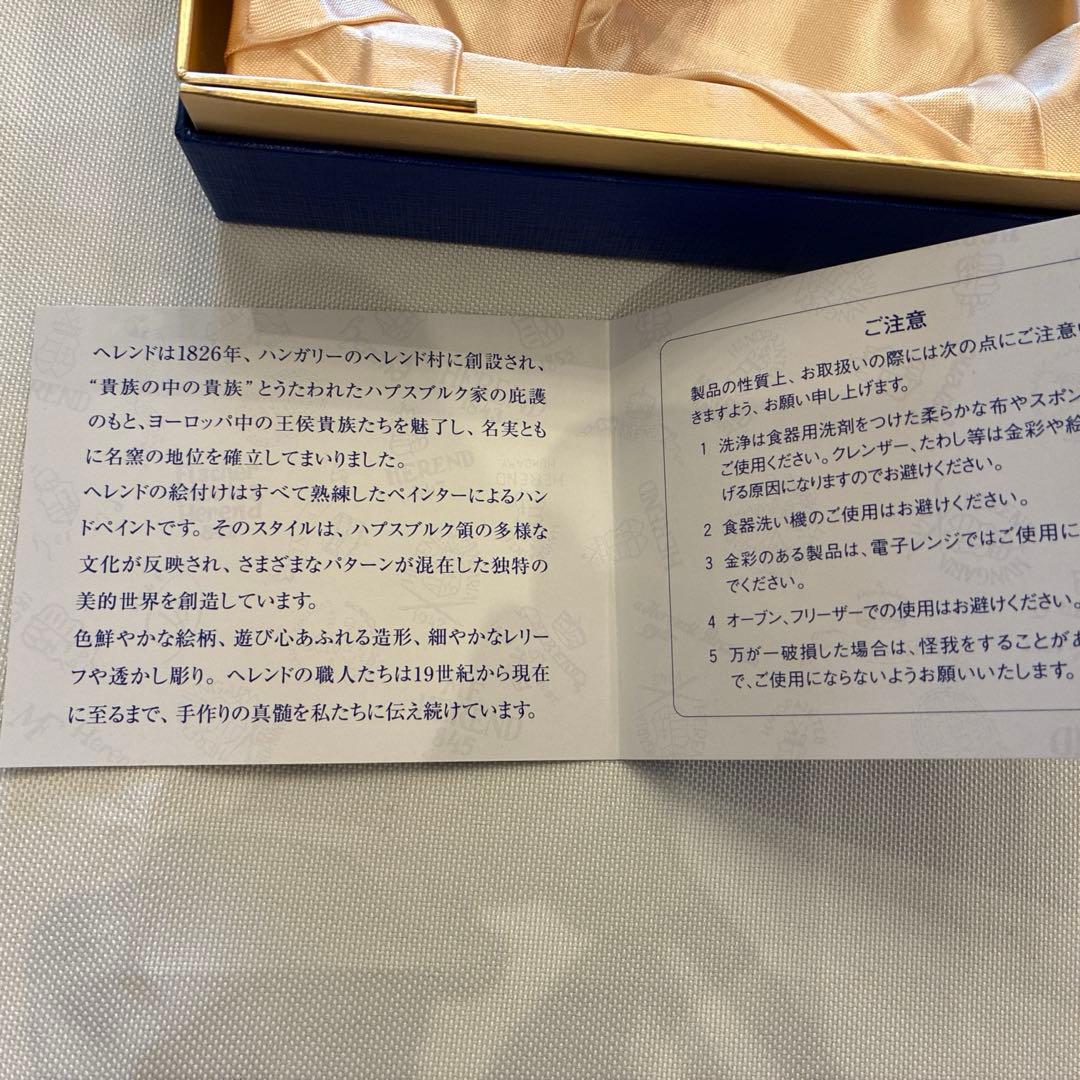 ヘレンドは1826年、ハンガリーのヘレンド村に創設され、
“貴族の中の貴族”とうたわれたハプスブルク家の庇護
のもと、ヨーロッパ中の王侯貴族たちを魅了し、名実とも
に名窯の地位を確立してまいりました。
ヘレンドの絵付けはすべて熟練したペインターによるハン
ドペイントです。そのスタイルは、ハプスブルク領の多様な
文化が反映され、さまざまなパターンが混在した独特の
美的世界を創造しています。
色鮮やかな絵柄、遊び心あふれる造形、細やかなレリー
フや透かし彫り。ヘレンドの職人たちは19世紀から現在
に至るまで、手作りの真髄を私たちに伝え続けています。
ご注意
製品の性質上、お取扱いの際には次の点にご注意
きますよう、お願い申し上げます。
1 洗浄は食器用洗剤をつけた柔らかな布やスポン
ご使用ください。クレンザー、たわし等は金彩や絵
げる原因になりますのでお避けください。
2 食器洗い機のご使用はお避けください。
3 金彩のある製品は、電子レンジではご使用に
でください。
4 オーブン、フリーザーでの使用はお避けください。
5 万が一破損した場合は、怪我をすることがあ
で、ご使用にならないようお願いいたします。